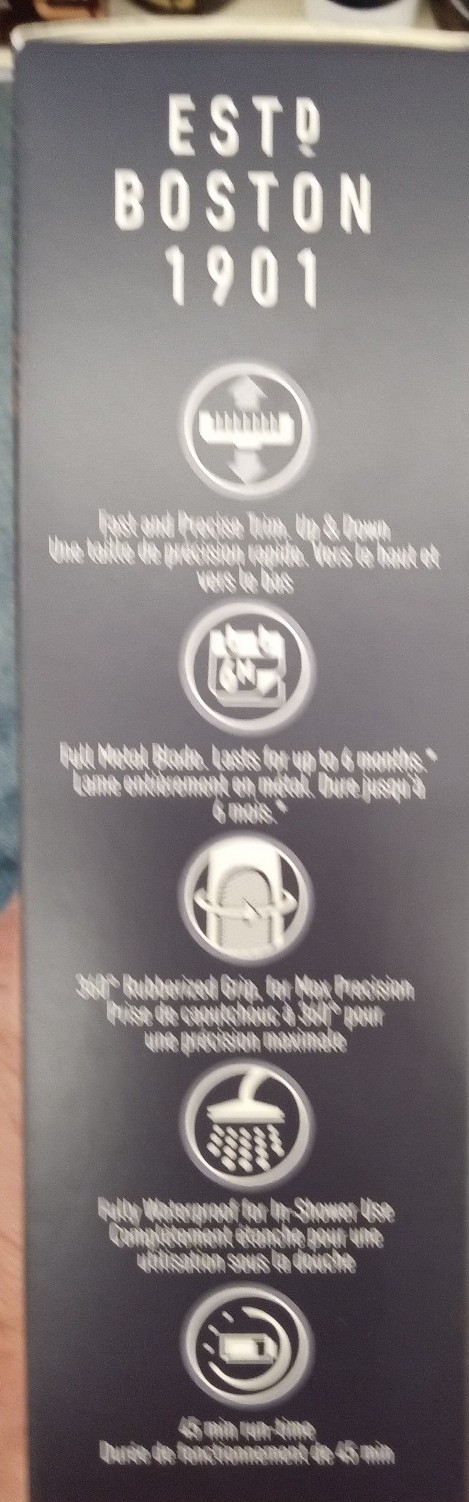 ESTD
BOSTON
1901
Fast and Precise Trim. Up & Down
Une taille de précision rapide. Vers le haut et
vers le bas
6M
Full Metal Blade. Lasts for up to 6 months.*
Lame entièrement en métal. Dure jusqu'à
6 mois.*
360° Rubberized Grip, for Max Precision
Prise de caoutchouc à 360° pour
une précision maximale
Fully Waterproof for In-Shower Use
Complètement étanche pour une
utilisation sous la douche
45 min run-time
Durée de fonctionnement de 45 min